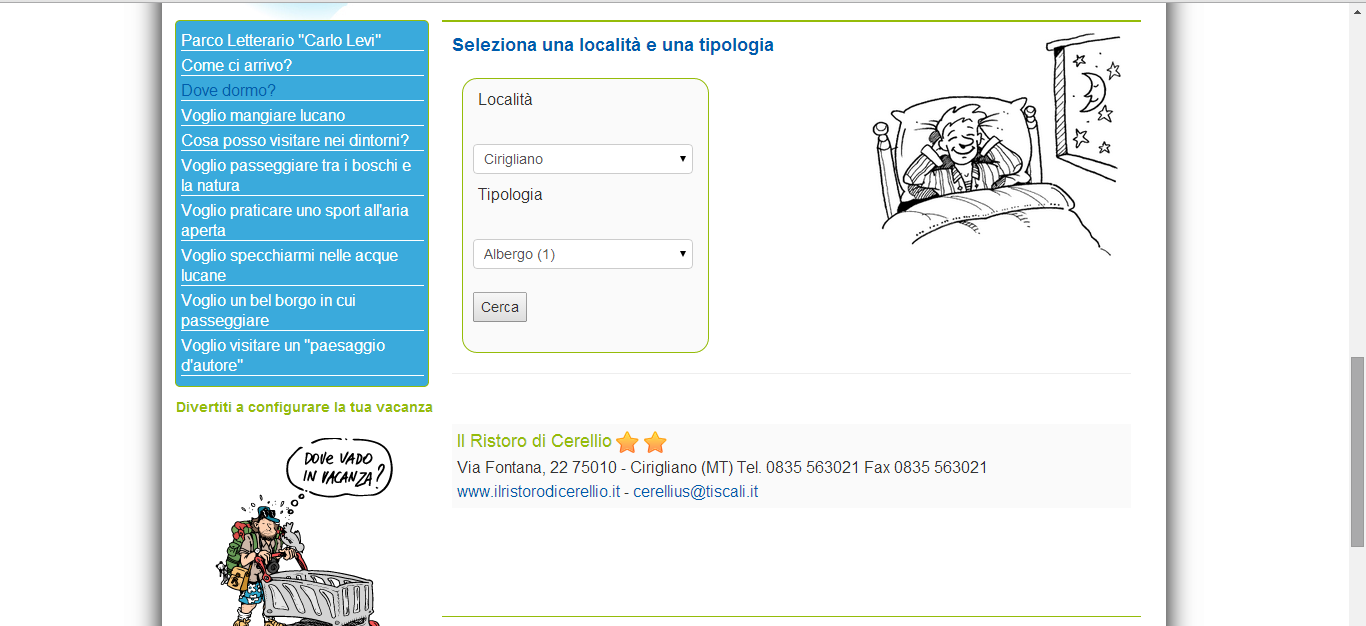 Parco Letterario "Carlo Levi"
Come ci arrivo?
Dove dormo?
Voglio mangiare lucano
Cosa posso visitare nei dintorni?
Voglio passeggiare tra i boschi e
la natura
Voglio praticare uno sport all'aria
aperta
Voglio specchiarmi nelle acque
lucane
Voglio un bel borgo in cui
passeggiare
Voglio visitare un "paesaggio
d'autore"
Divertiti a configurare la tua vacanza
DOVE VADO
IN VACANZA?
Seleziona una località e una tipologia
Località
Cirigliano
Tipologia
Albergo (1)
Cerca
Il Ristoro di Cerellio
Via Fontana, 22 75010 - Cirigliano (MT) Tel. 0835 563021 Fax 0835 563021
www.ilristorodicerellio.it - cerellius@tiscali.it